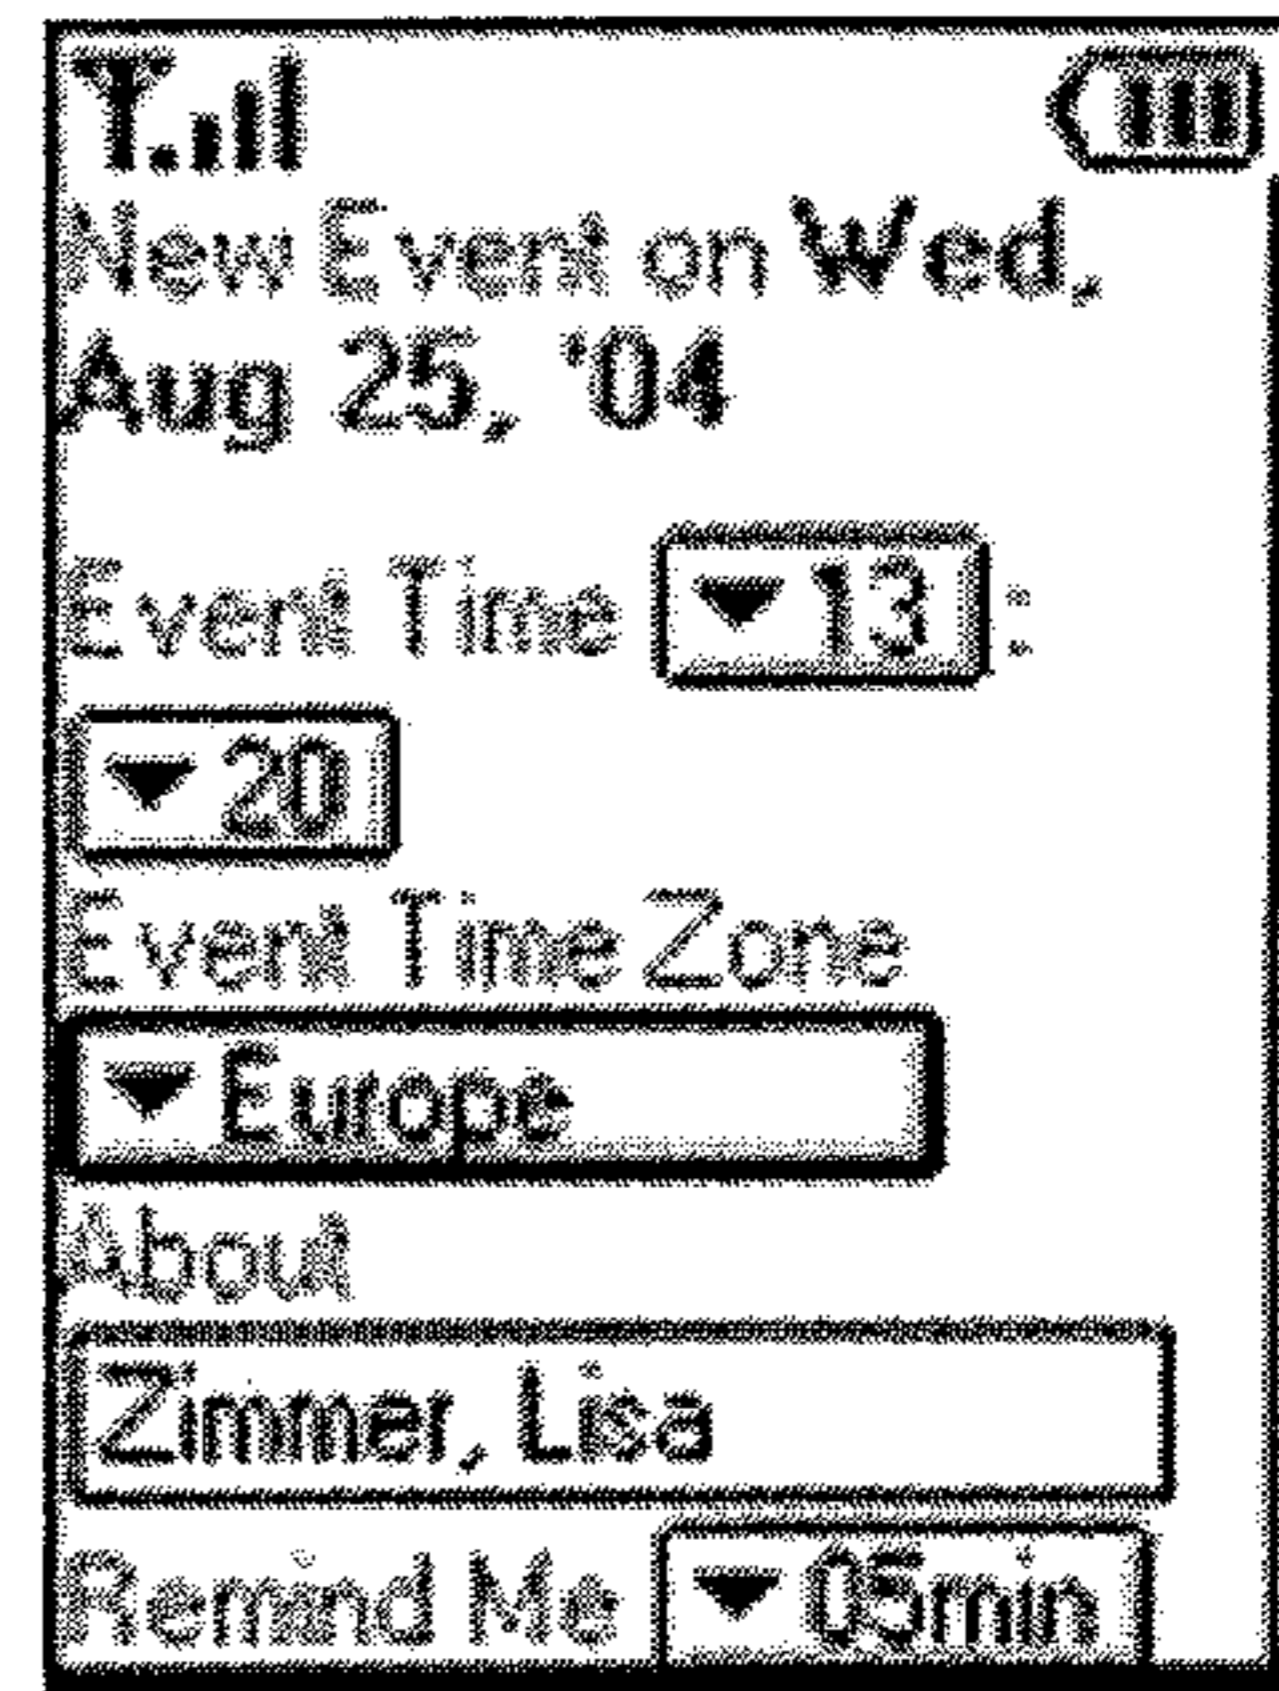 New Event on Wed,
Aug 25, '04
Event Time 13 :
20
Event Time Zone
Europe
About
Zimmer, Lisa
Remind Me 05min